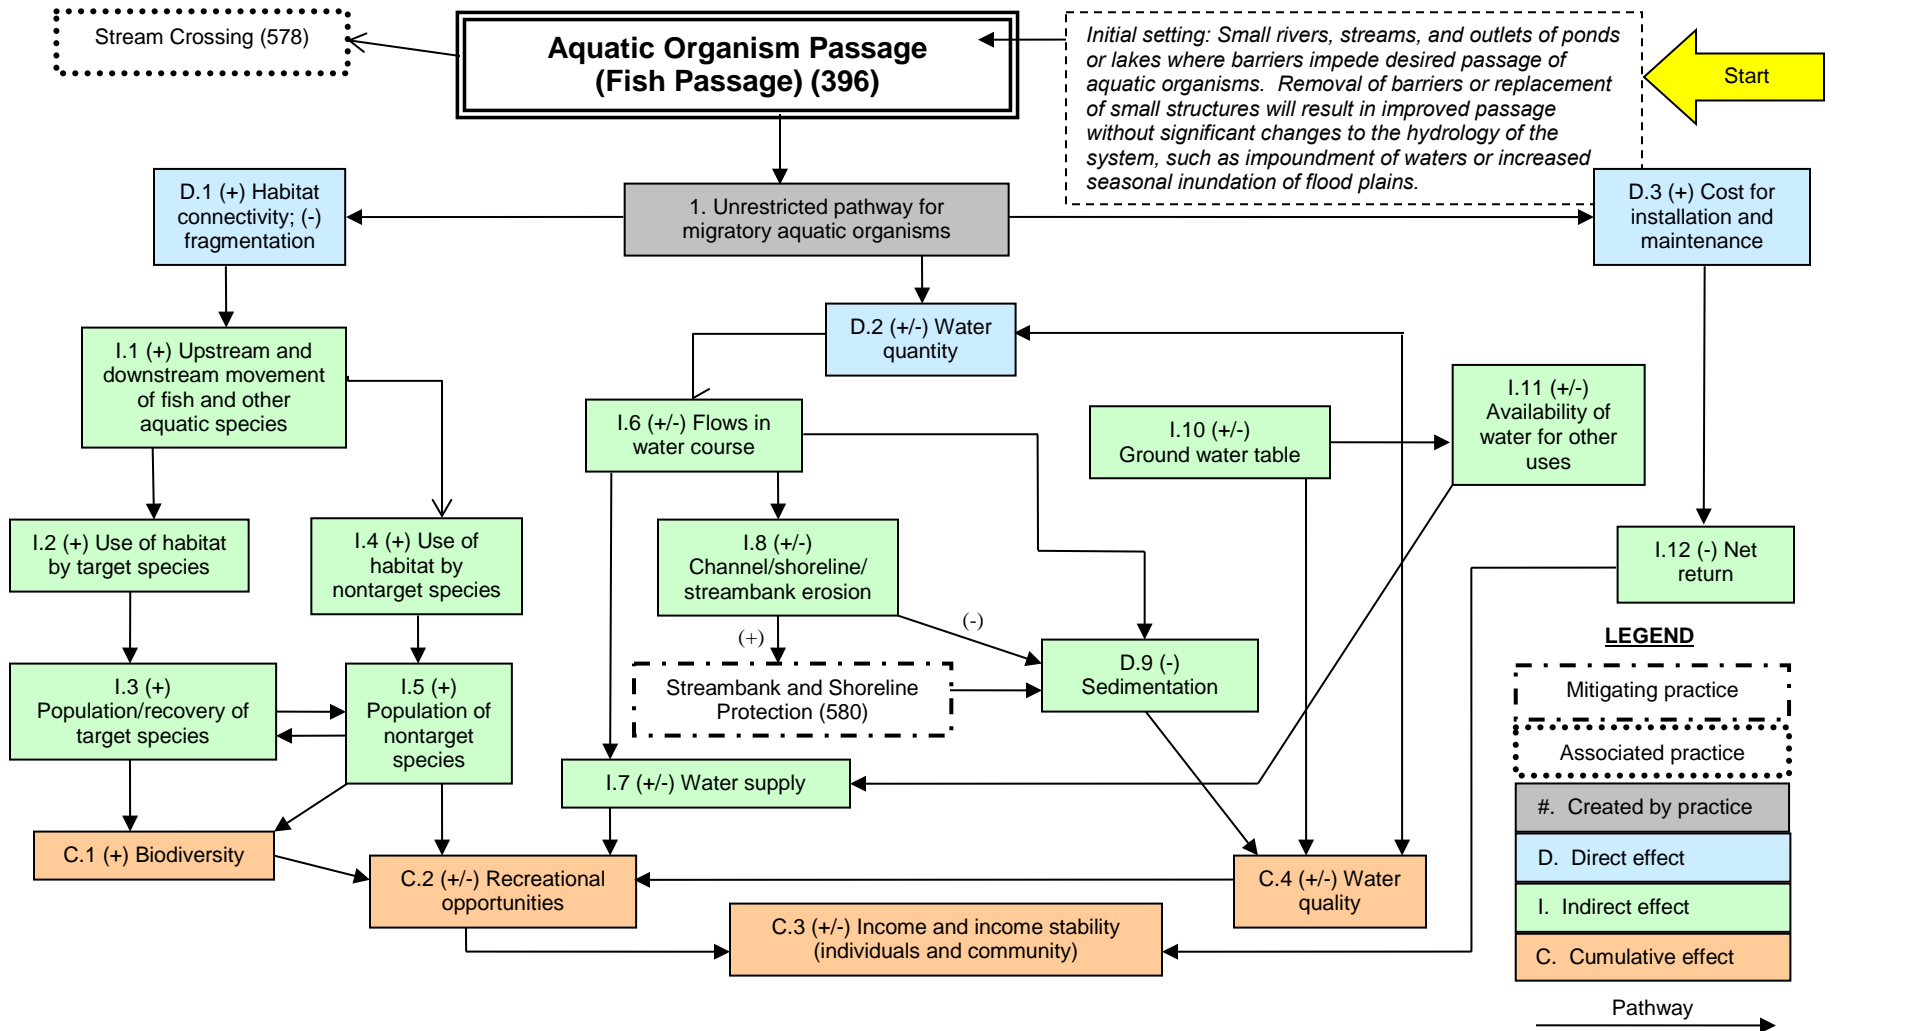 Stream Crossing (578)
Aquatic Organism Passage
(Fish Passage) (396)
Initial setting: Small rivers, streams, and outlets of ponds
or lakes where barriers impede desired passage of
aquatic organisms. Removal of barriers or replacement
of small structures will result in improved passage
without significant changes to the hydrology of the
system, such as impoundment of waters or increased
seasonal inundation of flood plains.
Start
D.1 (+) Habitat
connectivity; (-)
fragmentation
1. Unrestricted pathway for
migratory aquatic organisms
D.3 (+) Cost for
installation and
maintenance
D.2 (+/-) Water
quantity
I.1 (+) Upstream and
downstream movement
of fish and other
aquatic species
I.6 (+/-) Flows in
water course
I.10 (+/-)
Ground water table
I.11 (+/-)
Availability of
water for other
uses
I.2 (+) Use of habitat
by target species
I.4 (+) Use of
habitat by
nontarget species
I.8 (+/-)
Channel/shoreline/
streambank erosion
I.12 (-) Net
return
(+)
(-)
I.3 (+)
Population/recovery of
target species
I.5 (+)
Population of
nontarget
species
Streambank and Shoreline
Protection (580)
D.9 (-)
Sedimentation
I.7 (+/-) Water supply
C.1 (+) Biodiversity
C.2 (+/-) Recreational
opportunities
C.4 (+/-) Water
quality
C.3 (+/-) Income and income stability
(individuals and community)
LEGEND
Mitigating practice
Associated practice
#. Created by practice
D. Direct effect
I. Indirect effect
C. Cumulative effect
Pathway